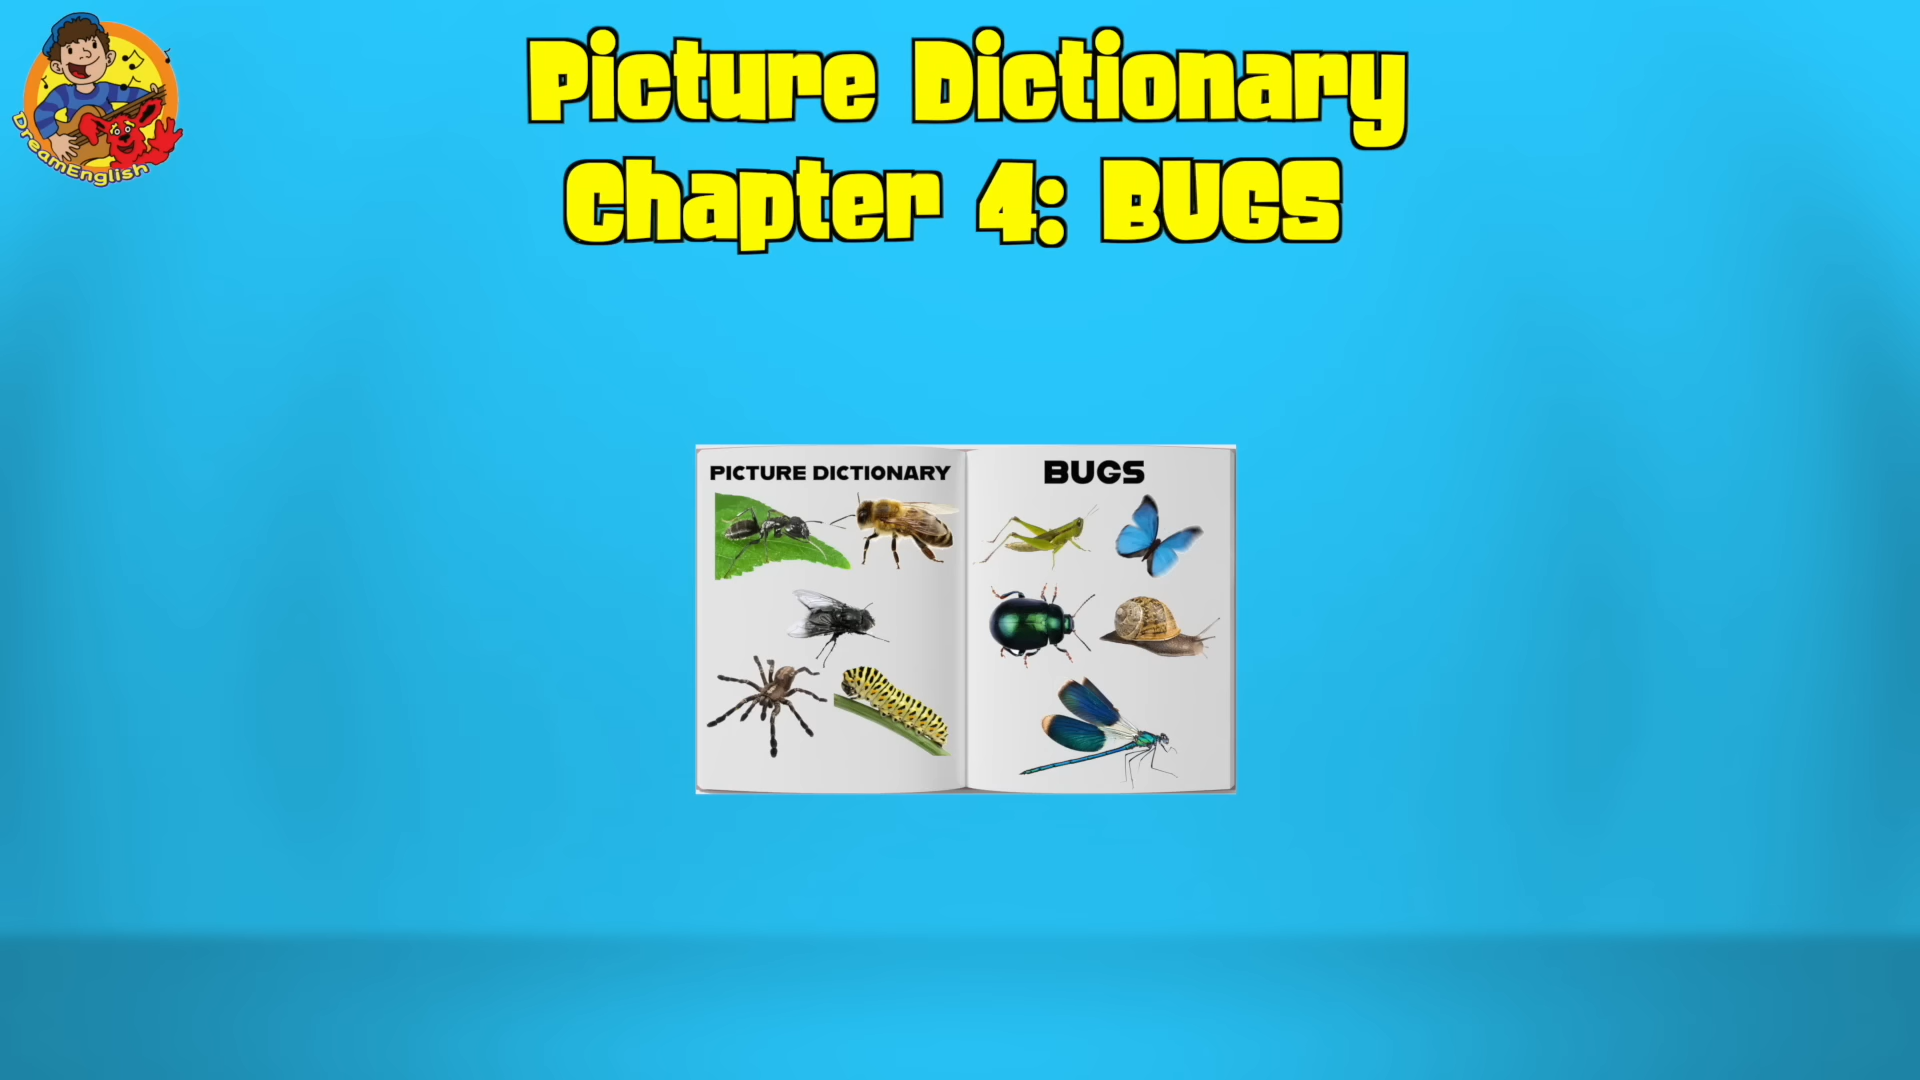 DreamEnglish
Picture Dictionary
Chapter 4: BUGS
PICTURE DICTIONARY
BUGS